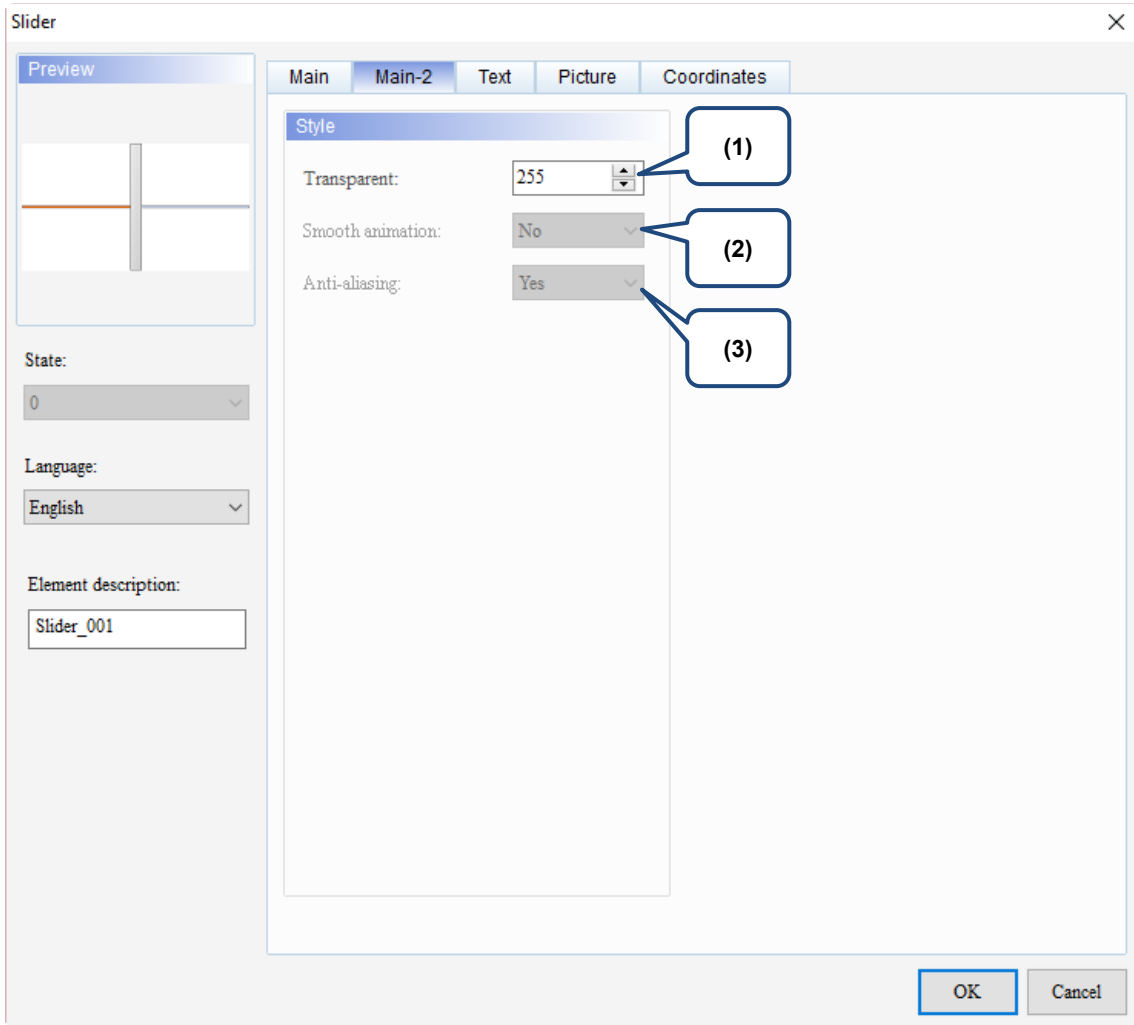 Slider
Preview
Main Main-2 Text Picture Coordinates
Style
Transparent: 255
(1)
Smooth animation: No
(2)
Anti-aliasing: Yes
(3)
State:
0
Language:
English
Element description:
Slider_001
OK Cancel